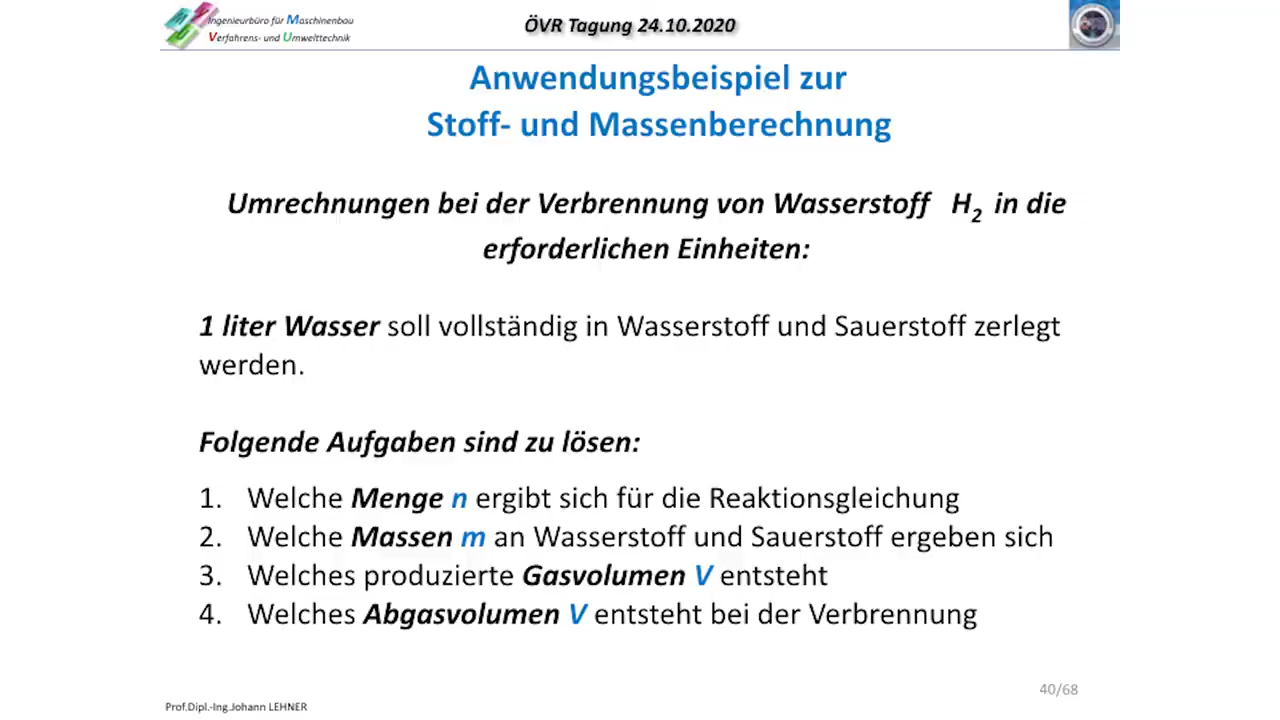 Ingenieurbüro für Maschinenbau
Verfahrens- und Umwelttechnik
ÖVR Tagung 24.10.2020
Anwendungsbeispiel zur
Stoff- und Massenberechnung
Umrechnungen bei der Verbrennung von Wasserstoff H₂ in die
erforderlichen Einheiten:
1 liter Wasser soll vollständig in Wasserstoff und Sauerstoff zerlegt
werden.
Folgende Aufgaben sind zu lösen:
1. Welche Menge n ergibt sich für die Reaktionsgleichung
2. Welche Massen m an Wasserstoff und Sauerstoff ergeben sich
3. Welches produzierte Gasvolumen V entsteht
4. Welches Abgasvolumen V entsteht bei der Verbrennung
40/68
Prof.Dipl.-Ing.Johann LEHNER